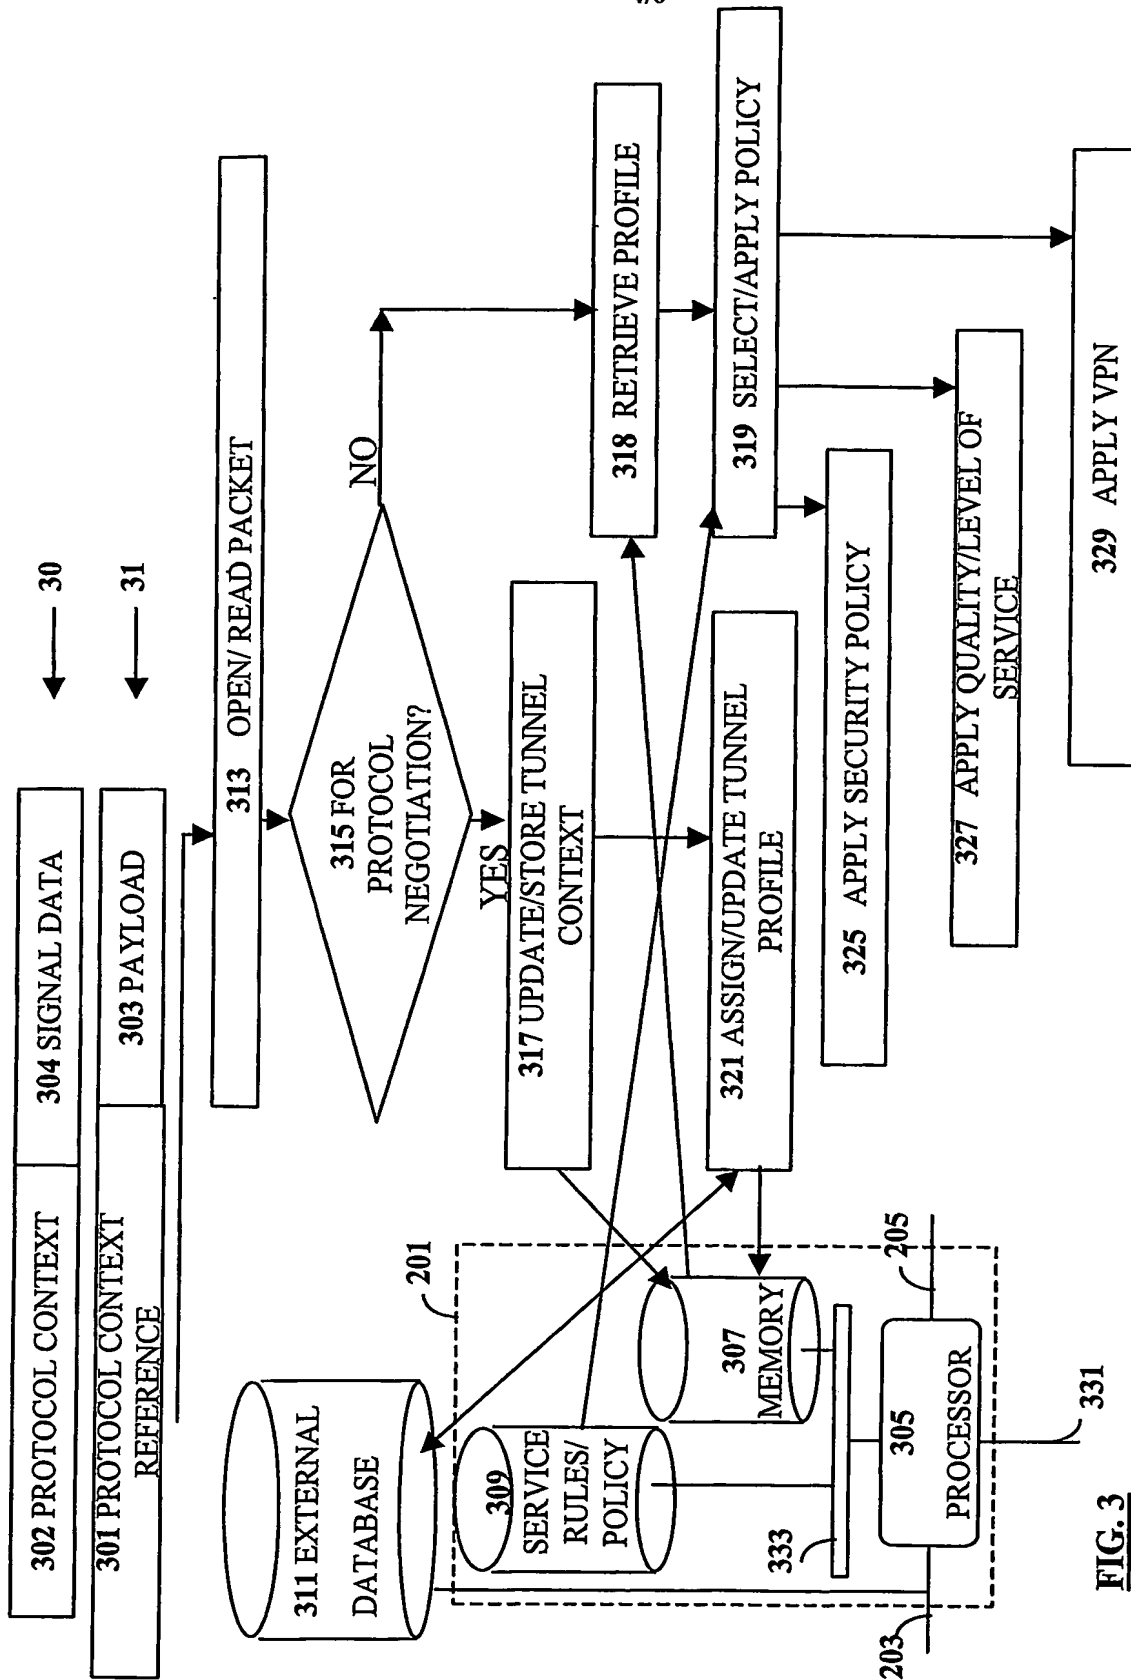 302 PROTOCOL CONTEXT
304 SIGNAL DATA
30
301 PROTOCOL CONTEXT
REFERENCE
303 PAYLOAD
31
313 OPEN/ READ PACKET
315 FOR
PROTOCOL
NEGOTIATION?
NO
YES
317 UPDATE/STORE TUNNEL
CONTEXT
318 RETRIEVE PROFILE
321 ASSIGN/UPDATE TUNNEL
PROFILE
319 SELECT/APPLY POLICY
325 APPLY SECURITY POLICY
327 APPLY QUALITY/LEVEL OF
SERVICE
329 APPLY VPN
311 EXTERNAL
DATABASE
201
309
SERVICE
RULES/
POLICY
307
MEMORY
333
305
PROCESSOR
203
205
331
FIG. 3